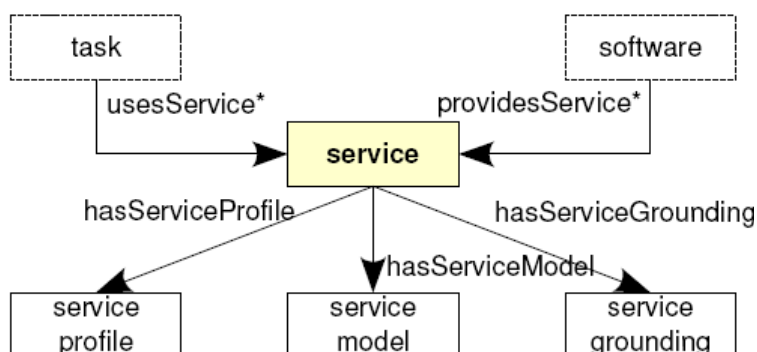 task
software
usesService*
providesService*
service
hasServiceProfile
hasServiceGrounding
hasServiceModel
service
profile
service
model
service
grounding